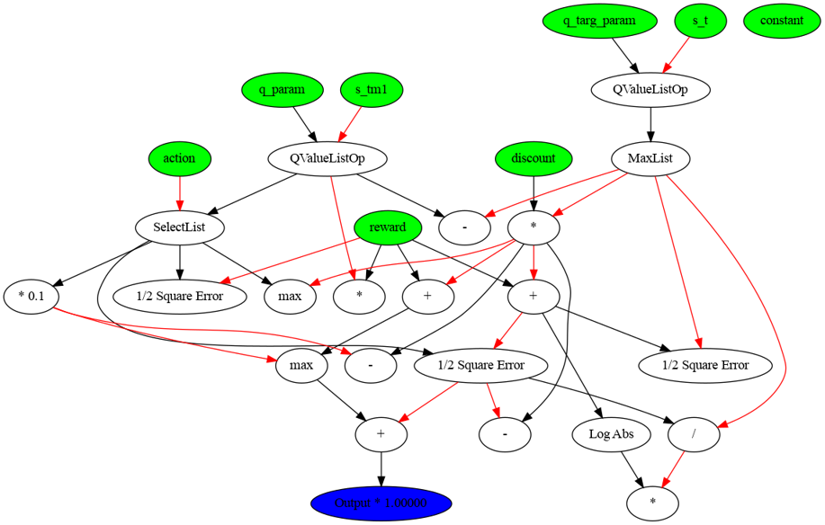 q_targ_param
s_t
constant
q_param
s_tm1
QValueListOp
action
QValueListOp
discount
MaxList
SelectList
reward
-
*
* 0.1
1/2 Square Error
max
*
+
+
max
-
1/2 Square Error
1/2 Square Error
+
-
Log Abs
/
Output * 1.00000
*